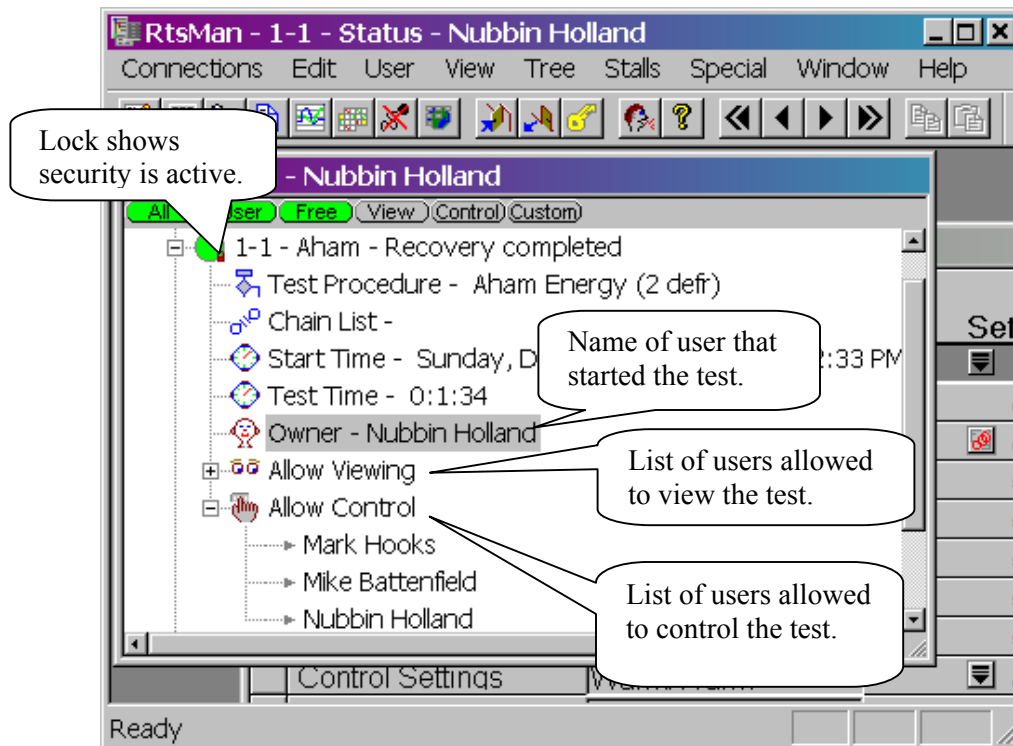 RtsMan - 1-1 - Status - Nubbin Holland
Connections Edit User View Tree Stalls Special Window Help
Lock shows
security is active.
- Nubbin Holland
All User Free View Control Custom
1-1 - Aham - Recovery completed
Test Procedure - Aham Energy (2 defr)
Chain List -
Name of user that
started the test.
Set
Start Time - Sunday, D :33 PM
Test Time - 0:1:34
Owner - Nubbin Holland
List of users allowed
to view the test.
Allow Viewing
Allow Control
Mark Hooks
Mike Battenfield
Nubbin Holland
List of users allowed
to control the test.
Control Settings
Ready